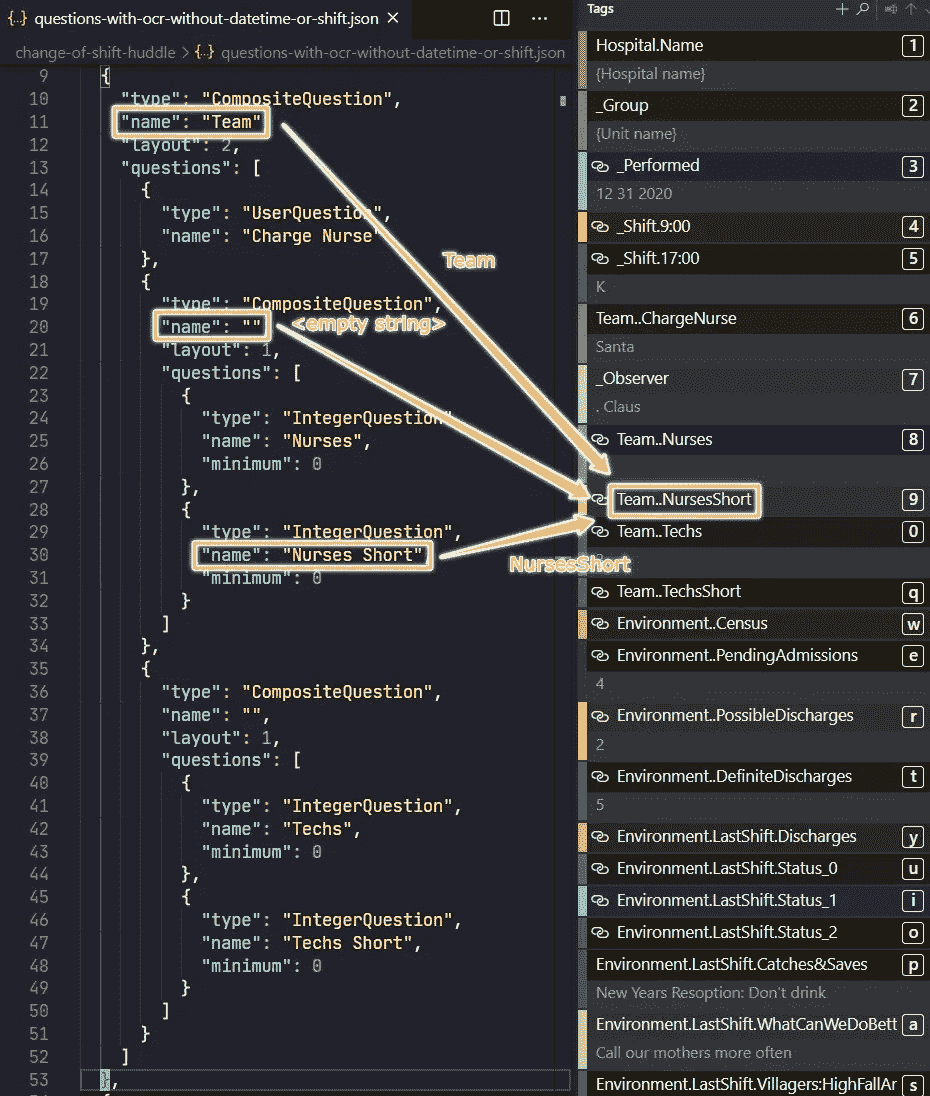 {..} questions-with-ocr-without-datetime-or-shift.json ×
change-of-shift-huddle > {..} questions-with-ocr-without-datetime-or-shift.json
9 {
10 "type": "CompositeQuestion",
11 "name": "Team"
12 "layout": 2,
13 "questions": [
14 {
15 "type": "UserQuestion",
16 "name": "Charge Nurse"
17 },
18 {
19 "type": "CompositeQuestion",
20 "name": ""
21 "layout": 1,
22 "questions": [
23 {
24 "type": "IntegerQuestion"
25 "name": "Nurses",
26 "minimum": 0
27 },
28 {
29 "type": "IntegerQuestion",
30 "name": "Nurses Short"
31 "minimum": 0
32 }
33 ]
34 },
35 {
36 "type": "CompositeQuestion",
37 "name": "",
38 "layout": 1,
39 "questions": [
40 {
41 "type": "IntegerQuestion",
42 "name": "Techs",
43 "minimum": 0
44 },
45 {
46 "type": "IntegerQuestion",
47 "name": "Techs Short",
48 "minimum": 0
49 }
50 ]
51 }
52 ]
53 },
Team
<empty string>
NursesShort
Tags
Hospital.Name 1
{Hospital name}
_Group 2
{Unit name}
_Performed 3
12 31 2020
_Shift.9:00 4
_Shift.17:00 5
K
Team..ChargeNurse 6
Santa
_Observer 7
. Claus
Team..Nurses 8
Team..NursesShort 9
Team..Techs 0
Team..TechsShort q
Environment..Census w
Environment..PendingAdmissions e
4
Environment..PossibleDischarges r
2
Environment..DefiniteDischarges t
5
Environment.LastShift.Discharges y
Environment.LastShift.Status_0 u
Environment.LastShift.Status_1 i
Environment.LastShift.Status_2 o
Environment.LastShift.Catches&Saves p
New Years Resoption: Don't drink
Environment.LastShift.WhatCanWeDoBett a
Call our mothers more often
Environment.LastShift.Villagers:HighFallAr s